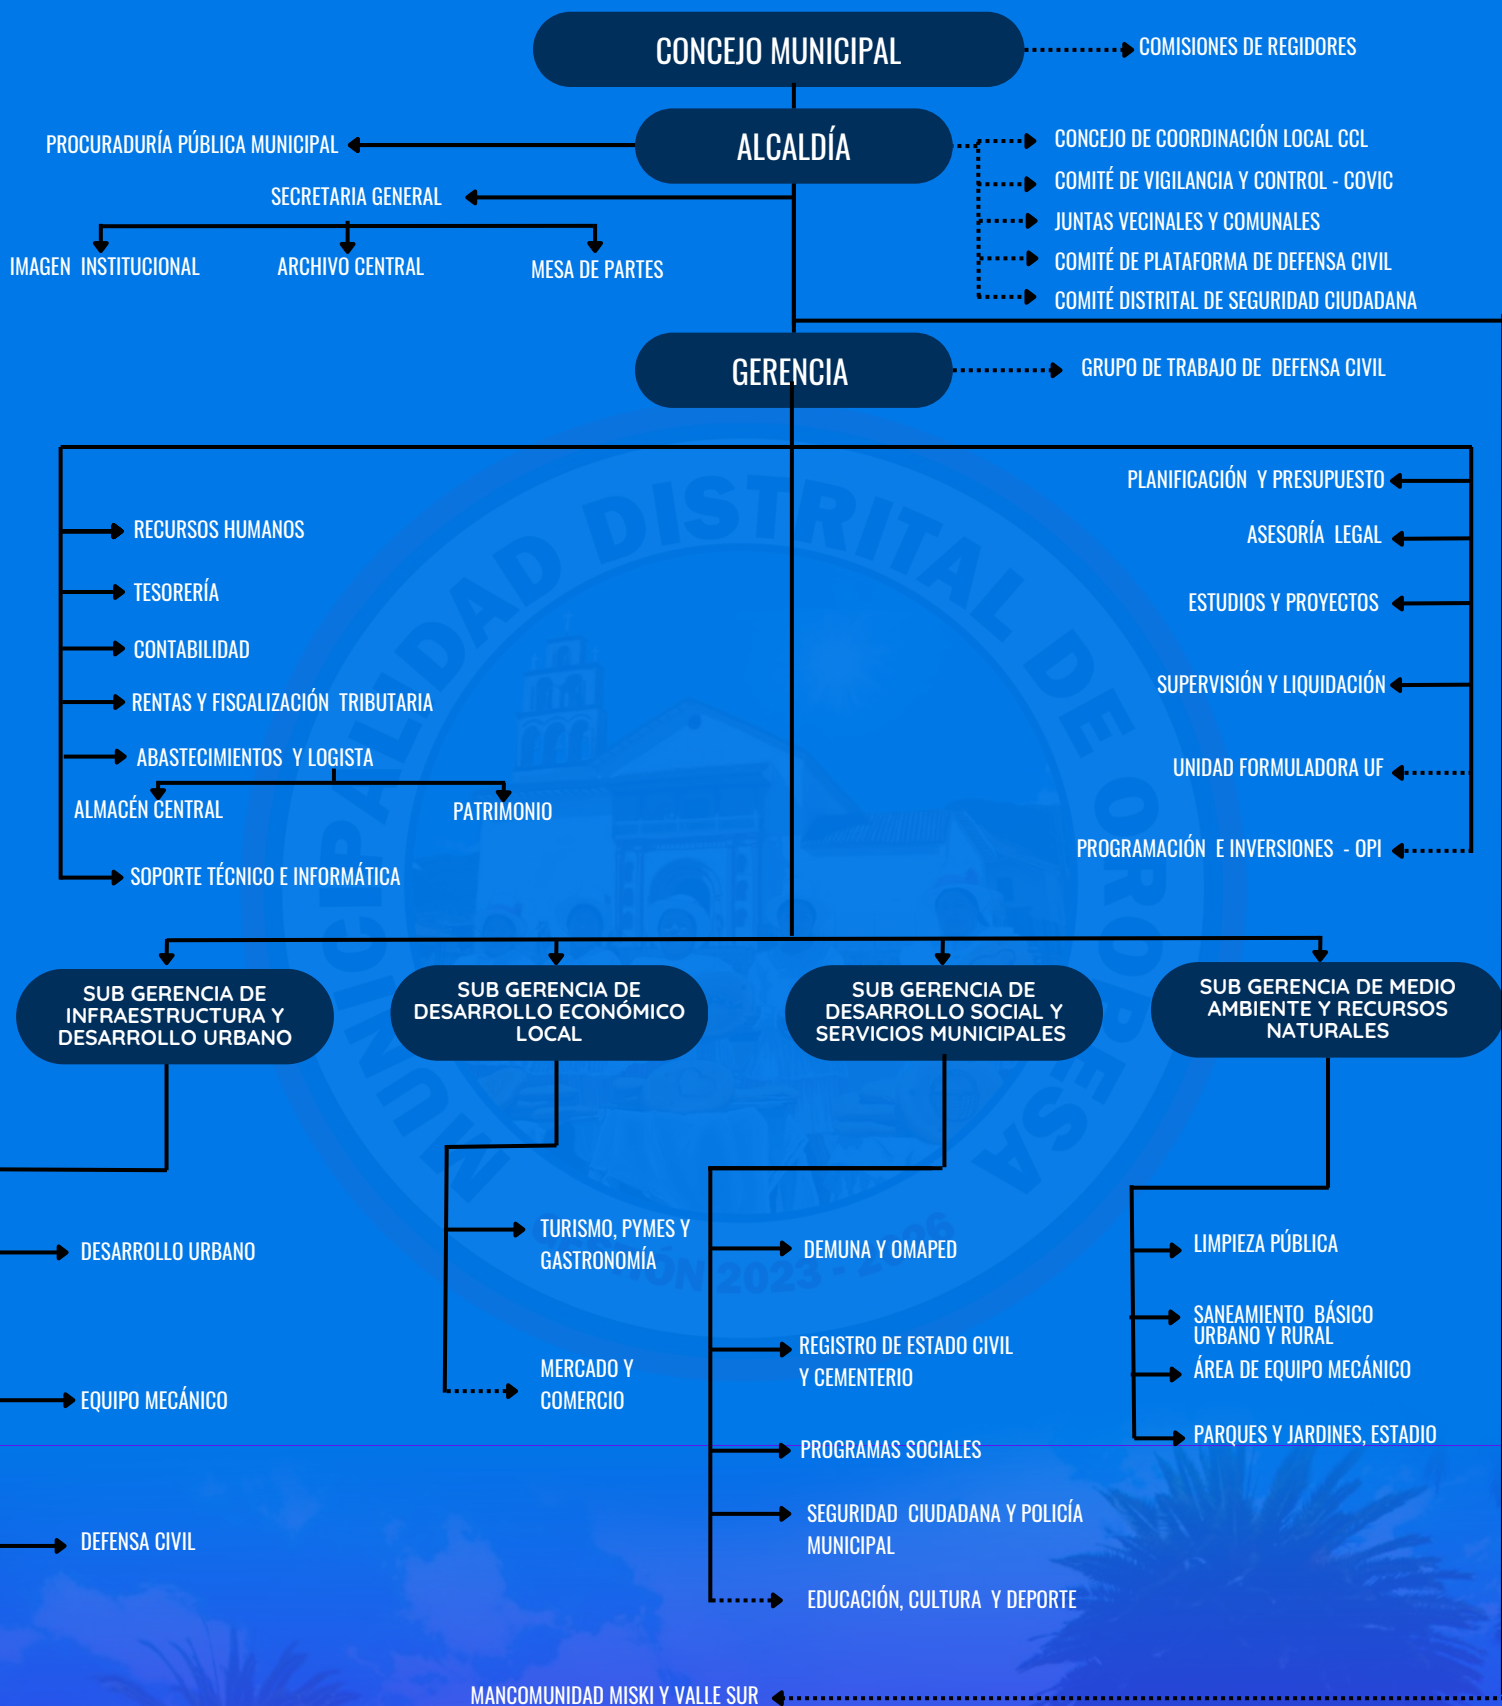 CONCEJO MUNICIPAL
COMISIONES DE REGIDORES
ALCALDÍA
PROCURADURÍA PÚBLICA MUNICIPAL
CONCEJO DE COORDINACIÓN LOCAL CCL
COMITÉ DE VIGILANCIA Y CONTROL - COVIC
JUNTAS VECINALES Y COMUNALES
COMITÉ DE PLATAFORMA DE DEFENSA CIVIL
COMITÉ DISTRITAL DE SEGURIDAD CIUDADANA
SECRETARIA GENERAL
IMAGEN INSTITUCIONAL
ARCHIVO CENTRAL
MESA DE PARTES
GERENCIA
GRUPO DE TRABAJO DE DEFENSA CIVIL
RECURSOS HUMANOS
TESORERÍA
CONTABILIDAD
RENTAS Y FISCALIZACIÓN TRIBUTARIA
ABASTECIMIENTOS Y LOGISTA
ALMACÉN CENTRAL
PATRIMONIO
SOPORTE TÉCNICO E INFORMÁTICA
PLANIFICACIÓN Y PRESUPUESTO
ASESORÍA LEGAL
ESTUDIOS Y PROYECTOS
SUPERVISIÓN Y LIQUIDACIÓN
UNIDAD FORMULADORA UF
PROGRAMACIÓN E INVERSIONES - OPI
MUNICIPALIDAD DISTRITAL DE OROPESA
SUB GERENCIA DE
INFRAESTRUCTURA Y
DESARROLLO URBANO
SUB GERENCIA DE
DESARROLLO ECONÓMICO
LOCAL
SUB GERENCIA DE
DESARROLLO SOCIAL Y
SERVICIOS MUNICIPALES
SUB GERENCIA DE MEDIO
AMBIENTE Y RECURSOS
NATURALES
DESARROLLO URBANO
EQUIPO MECÁNICO
DEFENSA CIVIL
TURISMO, PYMES Y
GASTRONOMÍA
MERCADO Y
COMERCIO
2023 - 2026
DEMUNA Y OMAPED
REGISTRO DE ESTADO CIVIL
Y CEMENTERIO
PROGRAMAS SOCIALES
SEGURIDAD CIUDADANA Y POLICÍA
MUNICIPAL
EDUCACIÓN, CULTURA Y DEPORTE
LIMPIEZA PÚBLICA
SANEAMIENTO BÁSICO
URBANO Y RURAL
ÁREA DE EQUIPO MECÁNICO
PARQUES Y JARDINES, ESTADIO
MANCOMUNIDAD MISKI Y VALLE SUR